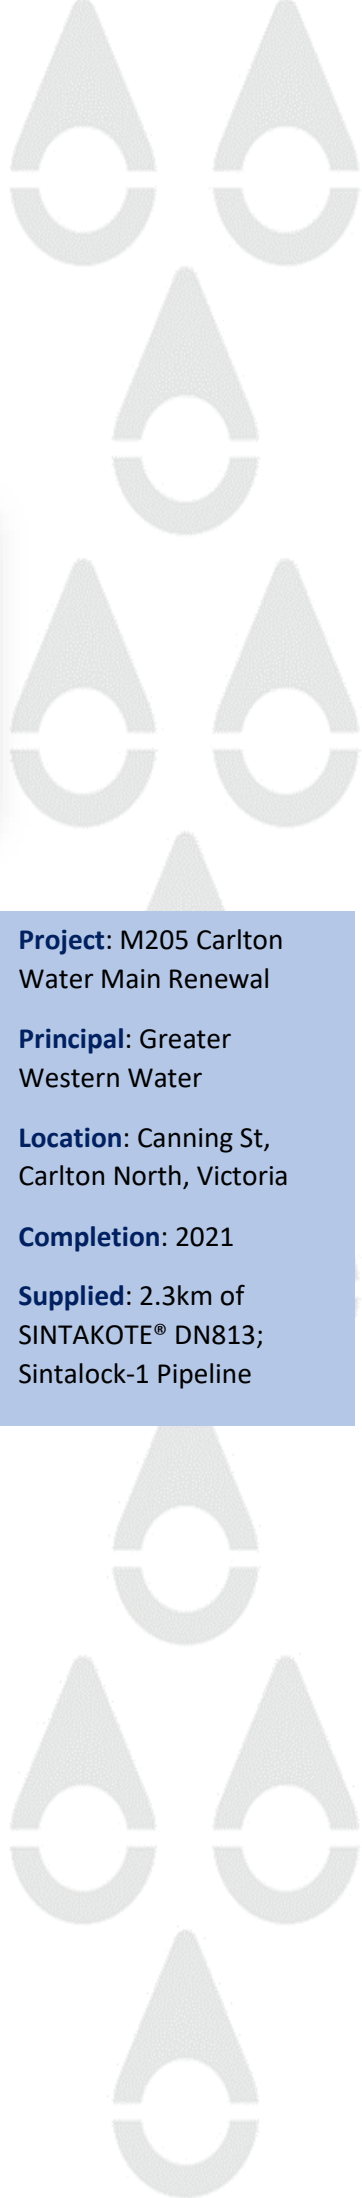 Project: M205 Carlton
Water Main Renewal
Principal: Greater
Western Water
Location: Canning St,
Carlton North, Victoria
Completion: 2021
Supplied: 2.3km of
SINTAKOTE® DN813;
Sintalock-1 Pipeline